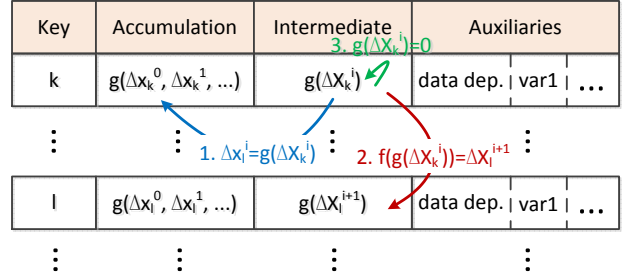 Key Accumulation Intermediate Auxiliaries
3. g(ΔX_k^i)=0
k g(Δx_k^0, Δx_k^1, ...) g(ΔX_k^i) data dep. var1 ...
1. Δx_l^i=g(ΔX_k^i) 2. f(g(ΔX_k^i))=ΔX_l^{i+1}
l g(Δx_l^0, Δx_l^1, ...) g(ΔX_l^{i+1}) data dep. var1 ...